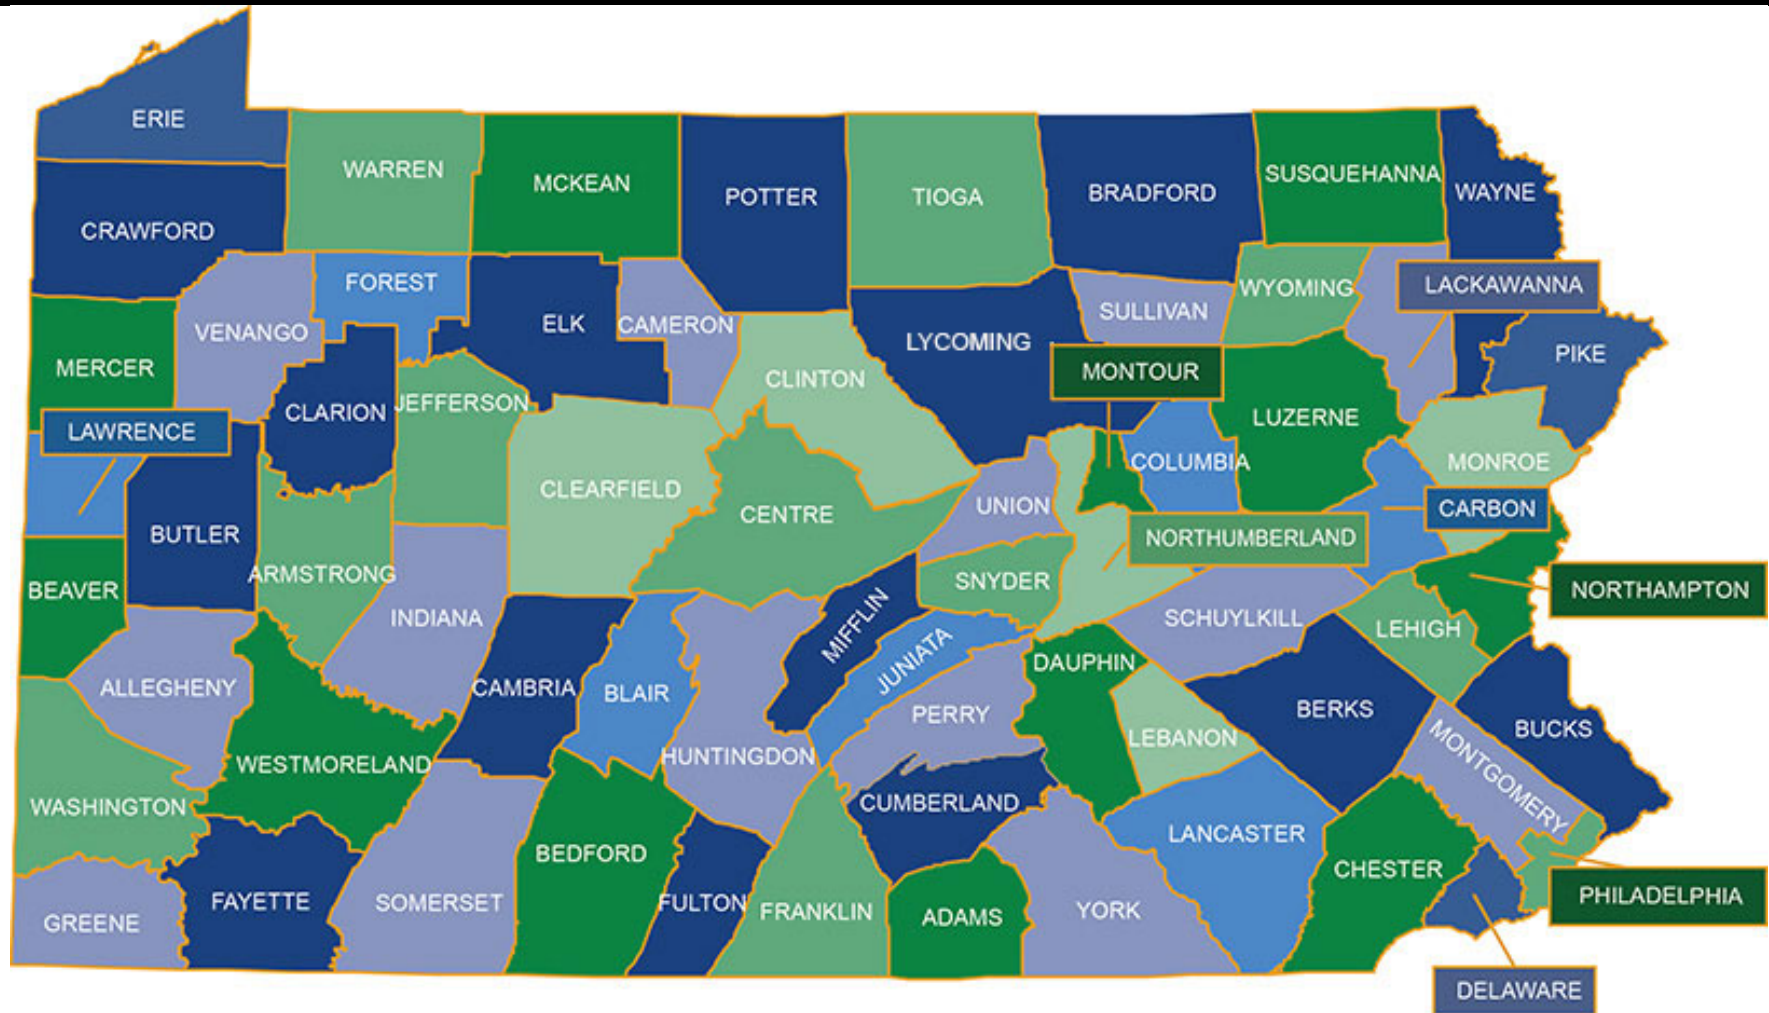 ERIE
WARREN
MCKEAN
POTTER
TIOGA
BRADFORD
SUSQUEHANNA
WAYNE
CRAWFORD
FOREST
VENANGO
ELK
CAMERON
SULLIVAN
WYOMING
LACKAWANNA
LYCOMING
PIKE
MERCER
MONTOUR
CLINTON
CLARION
JEFFERSON
LUZERNE
LAWRENCE
COLUMBIA
MONROE
CLEARFIELD
UNION
CARBON
CENTRE
BUTLER
NORTHUMBERLAND
ARMSTRONG
SNYDER
BEAVER
NORTHAMPTON
INDIANA
MIFFLIN
SCHUYLKILL
LEHIGH
JUNIATA
DAUPHIN
ALLEGHENY
CAMBRIA
BLAIR
PERRY
BERKS
BUCKS
LEBANON
HUNTINGDON
WESTMORELAND
MONTGOMERY
WASHINGTON
CUMBERLAND
LANCASTER
BEDFORD
CHESTER
PHILADELPHIA
FAYETTE
SOMERSET
FULTON
FRANKLIN
ADAMS
YORK
GREENE
DELAWARE